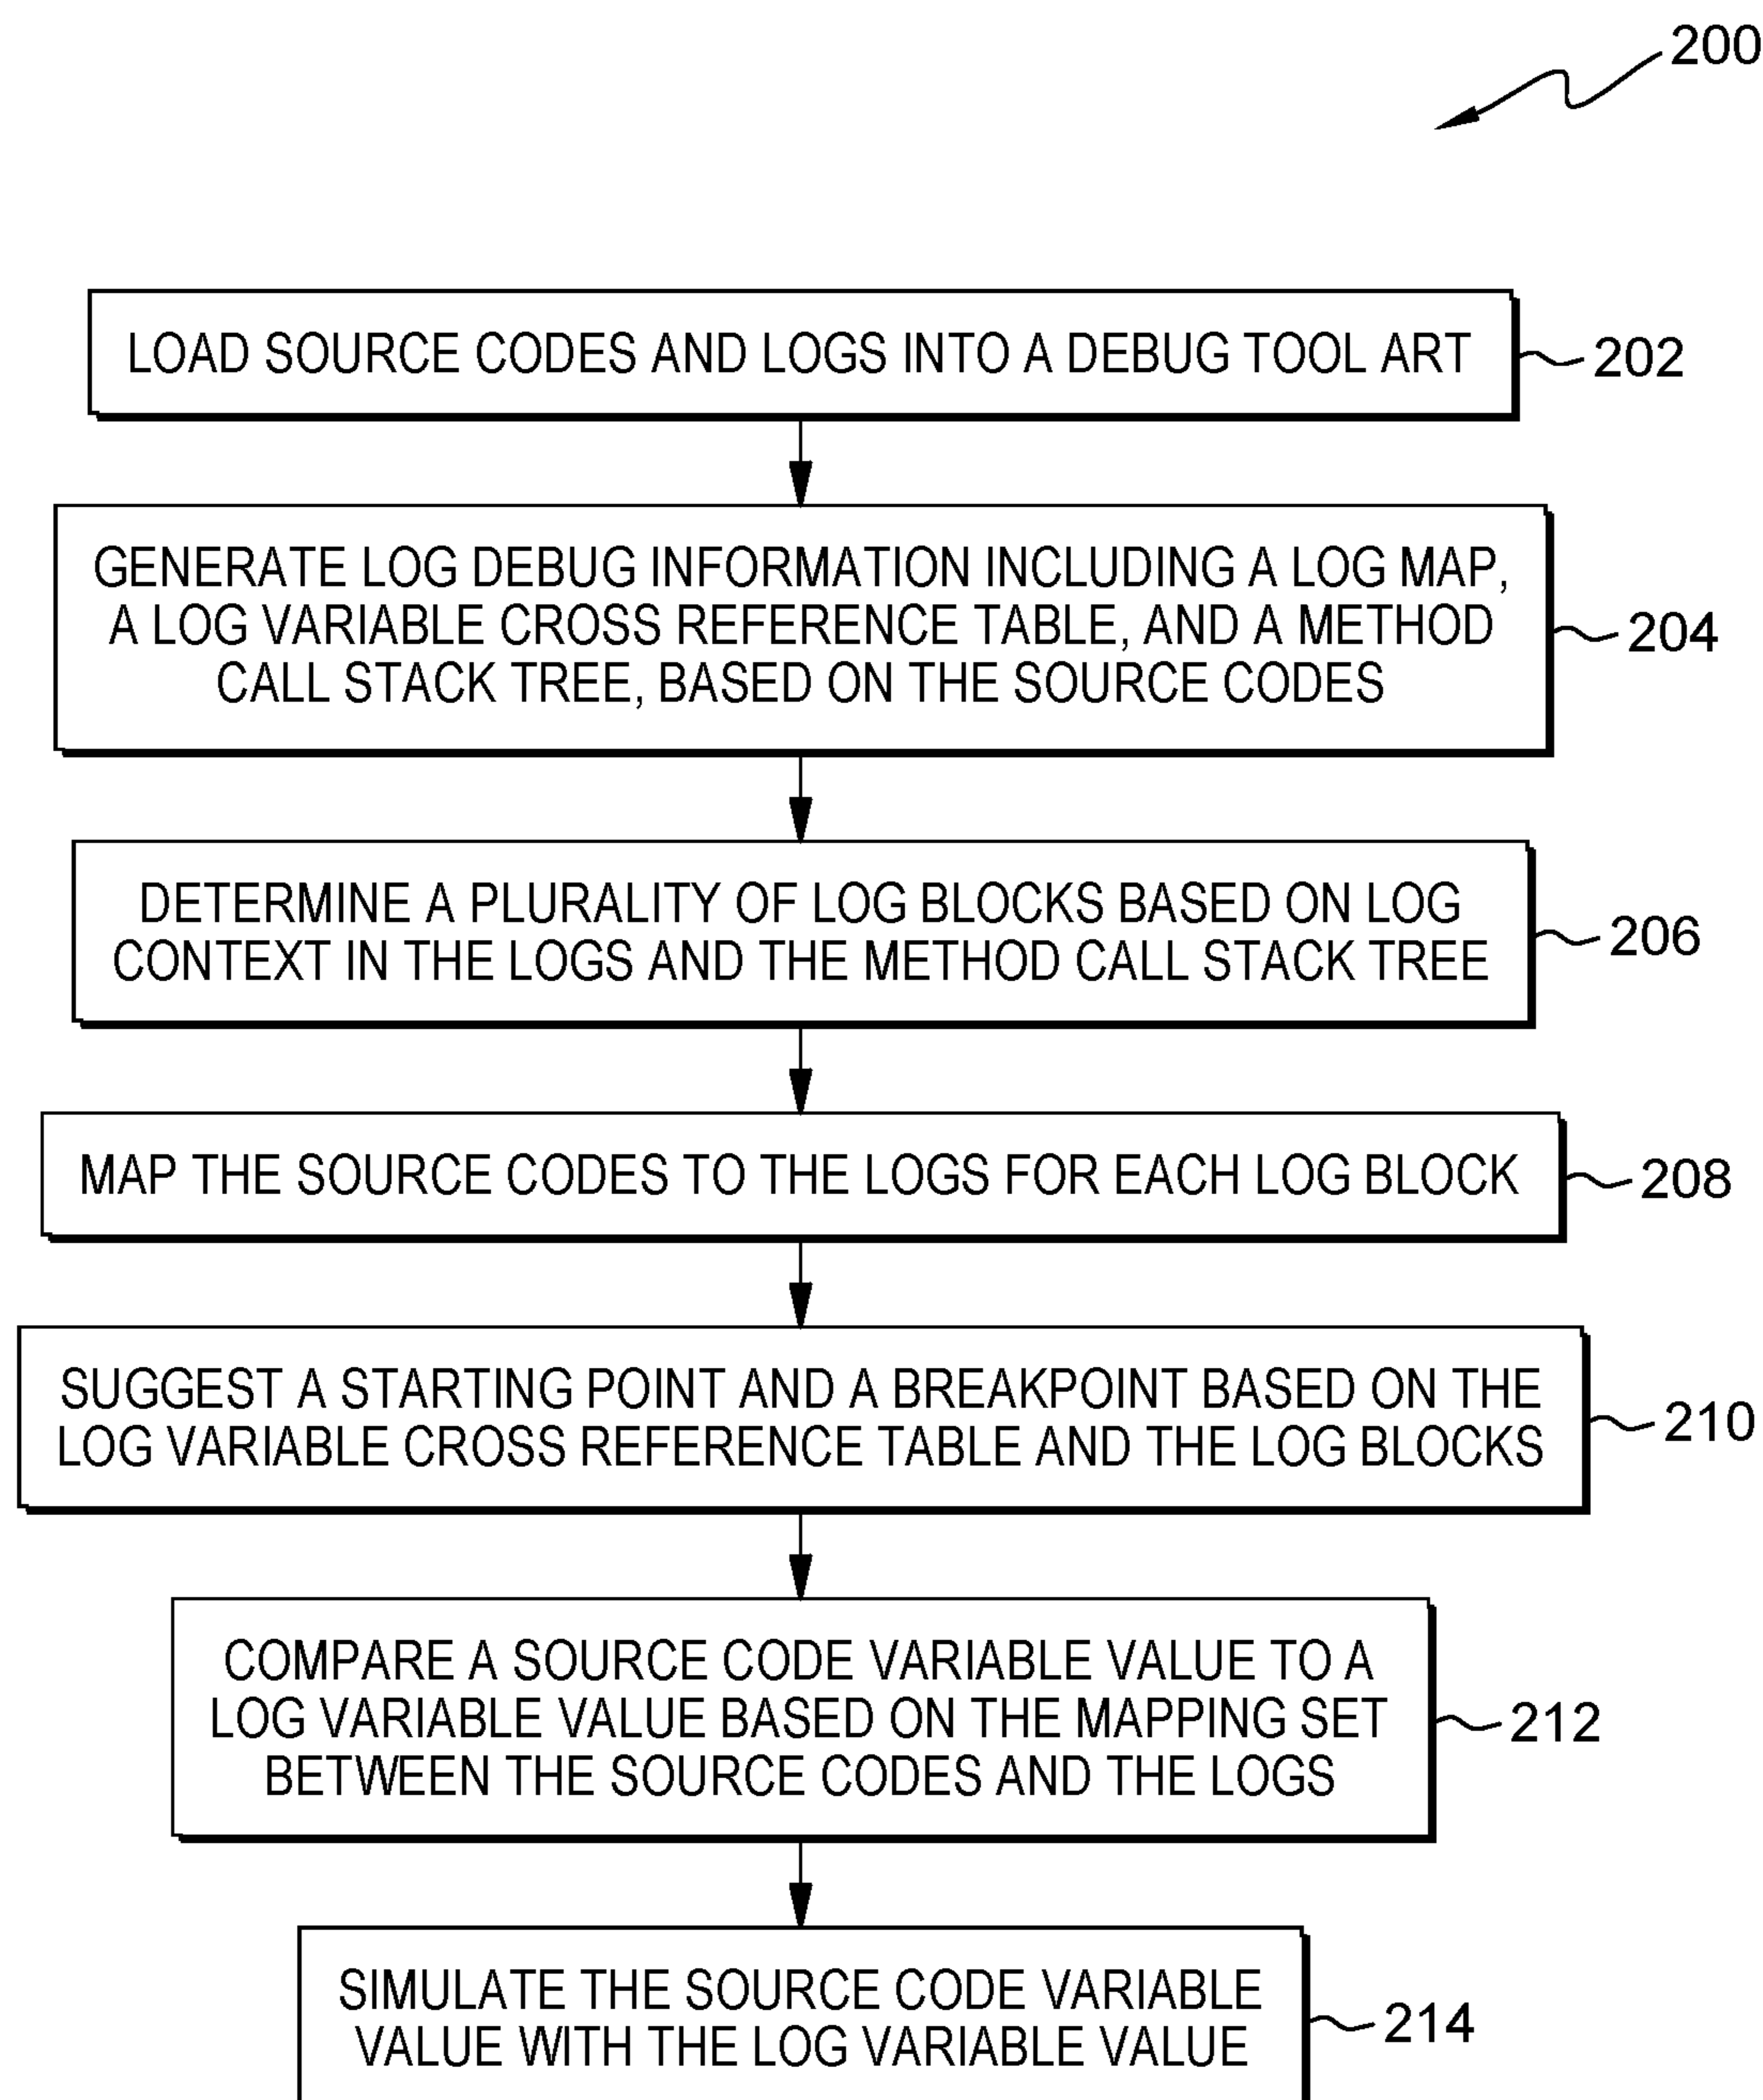 200
LOAD SOURCE CODES AND LOGS INTO A DEBUG TOOL ART
202
GENERATE LOG DEBUG INFORMATION INCLUDING A LOG MAP,
A LOG VARIABLE CROSS REFERENCE TABLE, AND A METHOD
CALL STACK TREE, BASED ON THE SOURCE CODES
204
DETERMINE A PLURALITY OF LOG BLOCKS BASED ON LOG
CONTEXT IN THE LOGS AND THE METHOD CALL STACK TREE
206
MAP THE SOURCE CODES TO THE LOGS FOR EACH LOG BLOCK
208
SUGGEST A STARTING POINT AND A BREAKPOINT BASED ON THE
LOG VARIABLE CROSS REFERENCE TABLE AND THE LOG BLOCKS
210
COMPARE A SOURCE CODE VARIABLE VALUE TO A
LOG VARIABLE VALUE BASED ON THE MAPPING SET
BETWEEN THE SOURCE CODES AND THE LOGS
212
SIMULATE THE SOURCE CODE VARIABLE
VALUE WITH THE LOG VARIABLE VALUE
214